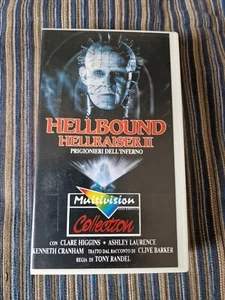 HELLBOUND
HELLRAISER II
PRIGIONIERI DELL'INFERNO
Multivision
Collection
CON CLARE HIGGINS • ASHLEY LAURENCE
KENNETH CRANHAM TRATTO DAL RACCONTO DI CLIVE BARKER
REGIA DI TONY RANDEL